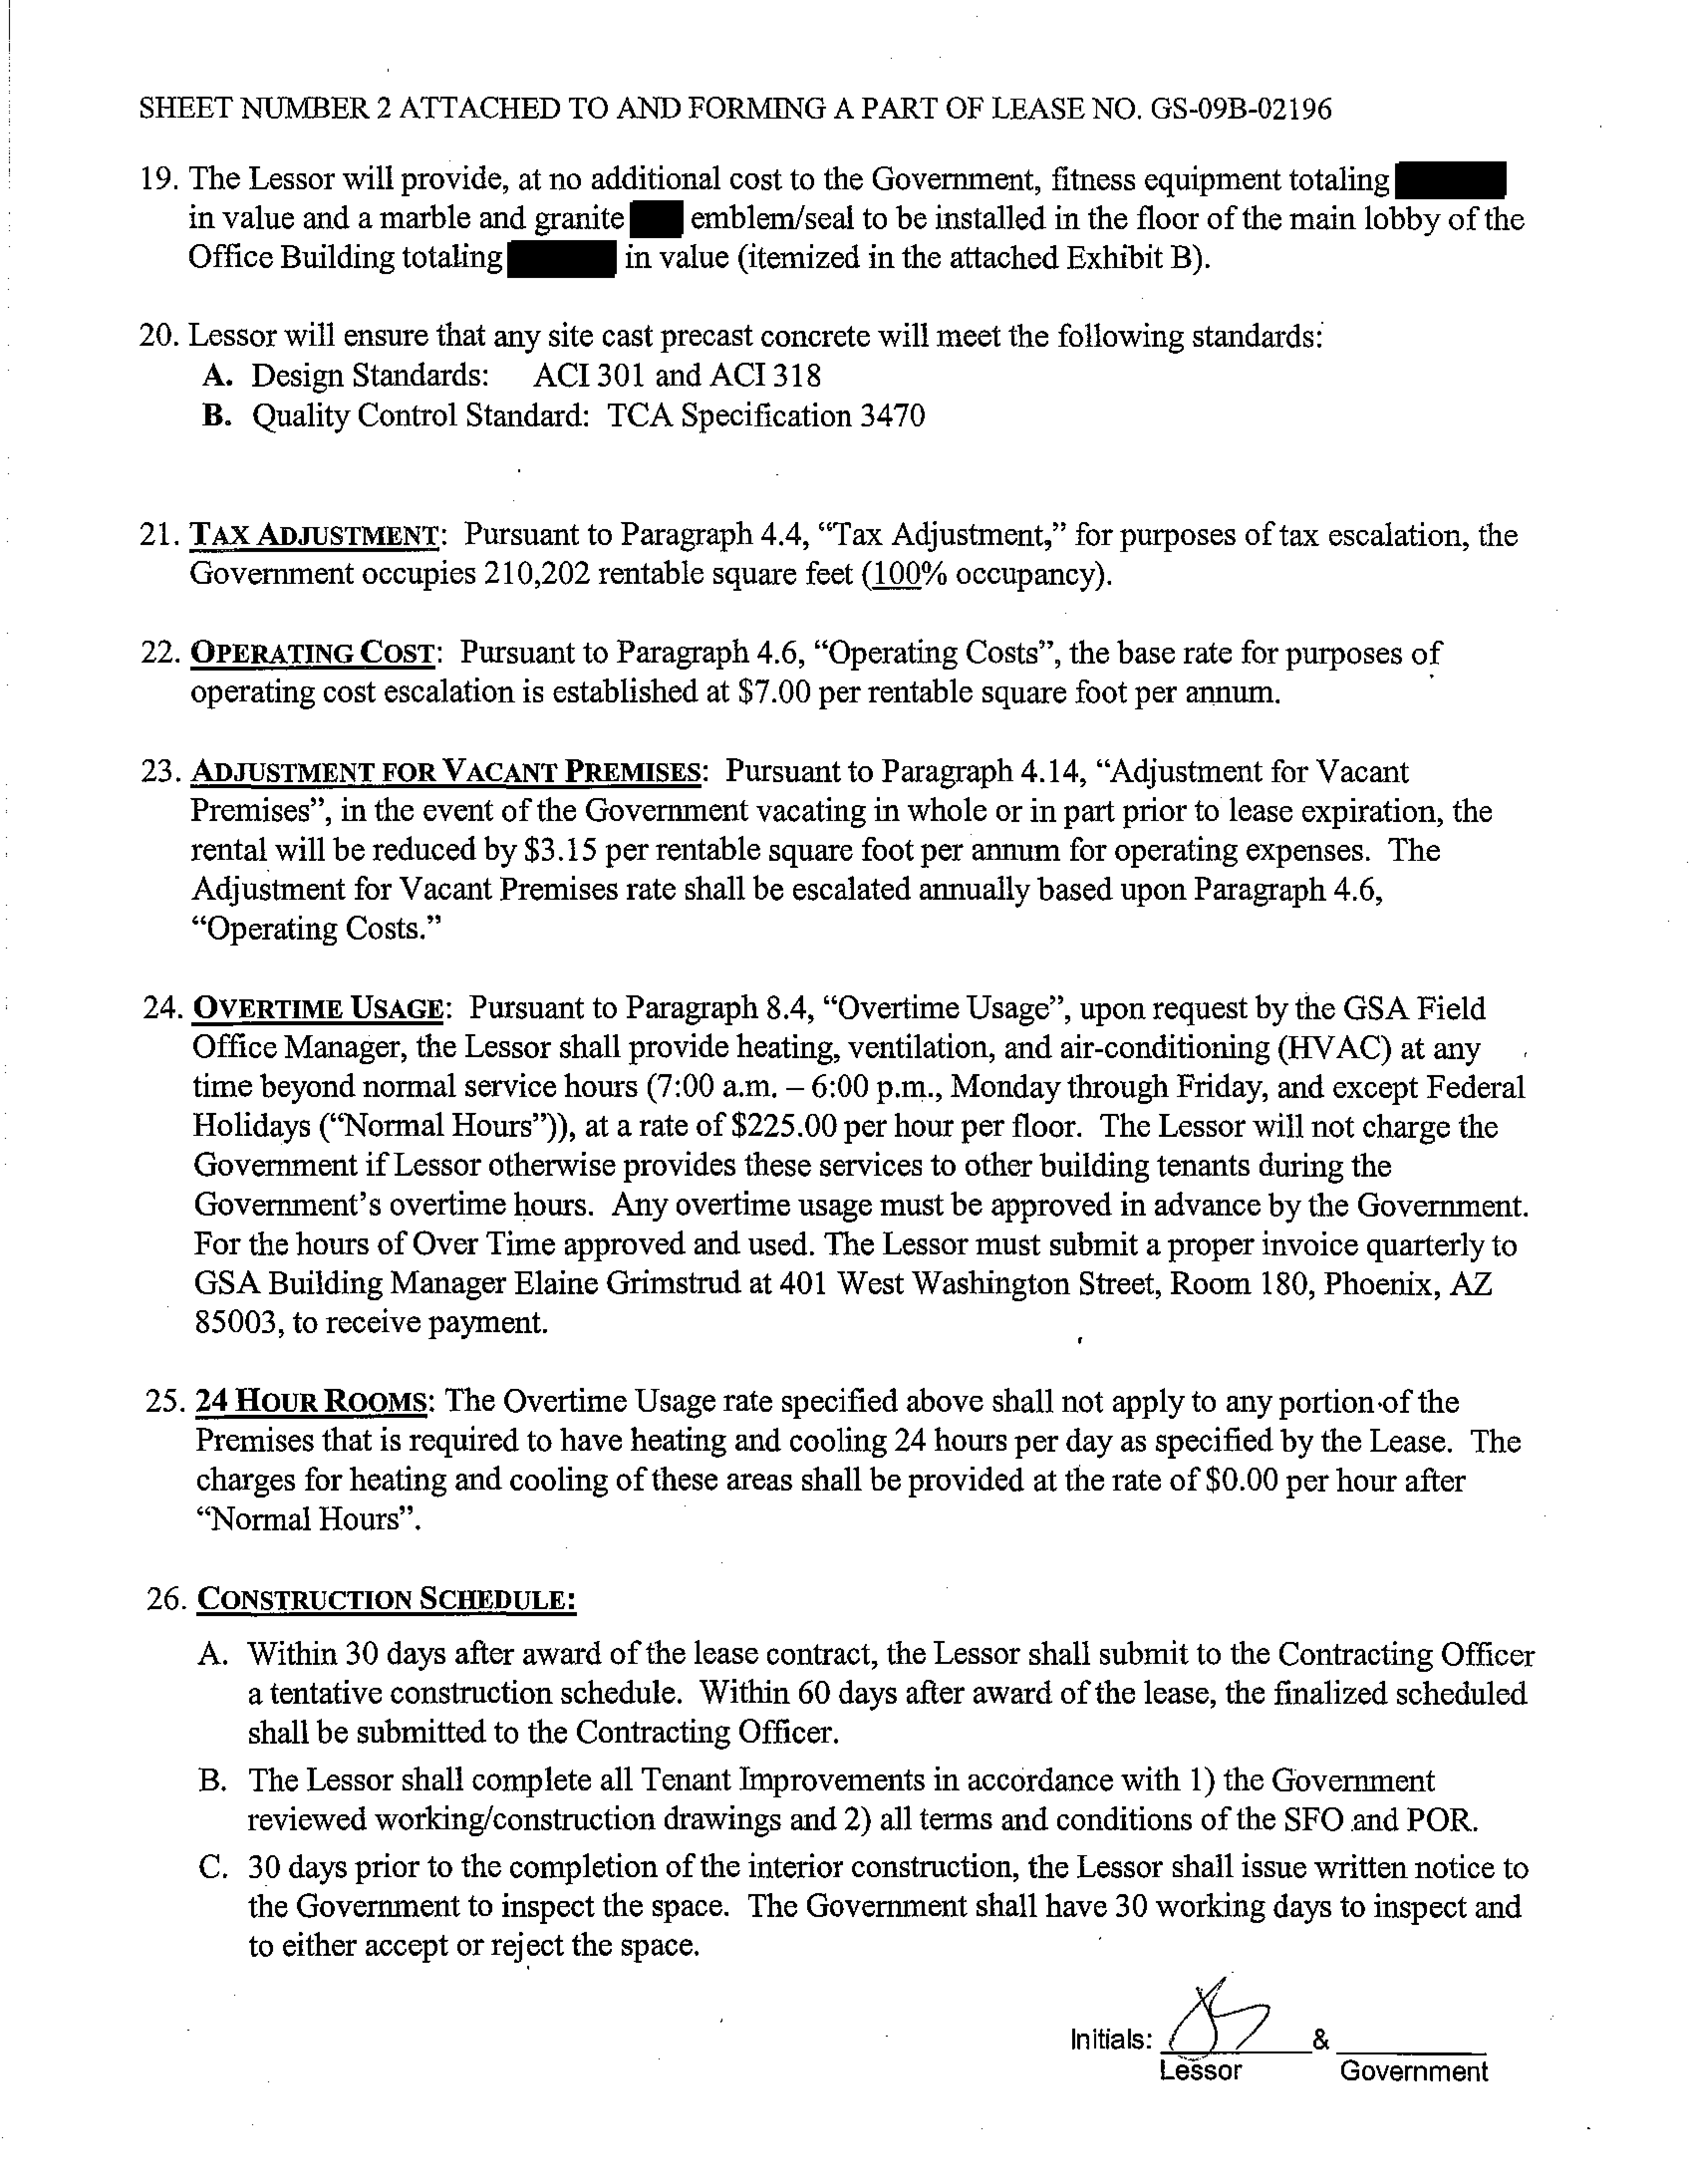 SHEET NUMBER 2 ATTACHED TO AND FORMING A PART OF LEASE NO. GS-09B-02196
19. The Lessor will provide, at no additional cost to the Government, fitness equipment totaling
in value and a marble and granite emblem/seal to be installed in the floor of the main lobby of the
Office Building totaling in value (itemized in the attached Exhibit B).
20. Lessor will ensure that any site cast precast concrete will meet the following standards:
A. Design Standards: ACI 301 and ACI 318
B. Quality Control Standard: TCA Specification 3470
21. TAX ADJUSTMENT: Pursuant to Paragraph 4.4, “Tax Adjustment,” for purposes of tax escalation, the
Government occupies 210,202 rentable square feet (100% occupancy).
22. OPERATING COST: Pursuant to Paragraph 4.6, “Operating Costs”, the base rate for purposes of
operating cost escalation is established at $7.00 per rentable square foot per annum.
23. ADJUSTMENT FOR VACANT PREMISES: Pursuant to Paragraph 4.14, “Adjustment for Vacant
Premises”, in the event of the Government vacating in whole or in part prior to lease expiration, the
rental will be reduced by $3.15 per rentable square foot per annum for operating expenses. The
Adjustment for Vacant Premises rate shall be escalated annually based upon Paragraph 4.6,
“Operating Costs.”
24. OVERTIME USAGE: Pursuant to Paragraph 8.4, “Overtime Usage”, upon request by the GSA Field
Office Manager, the Lessor shall provide heating, ventilation, and air-conditioning (HVAC) at any
time beyond normal service hours (7:00 a.m. – 6:00 p.m., Monday through Friday, and except Federal
Holidays (“Normal Hours”)), at a rate of $225.00 per hour per floor. The Lessor will not charge the
Government if Lessor otherwise provides these services to other building tenants during the
Government’s overtime hours. Any overtime usage must be approved in advance by the Government.
For the hours of Over Time approved and used. The Lessor must submit a proper invoice quarterly to
GSA Building Manager Elaine Grimstrud at 401 West Washington Street, Room 180, Phoenix, AZ
85003, to receive payment.
25. 24 HOUR ROOMS: The Overtime Usage rate specified above shall not apply to any portion of the
Premises that is required to have heating and cooling 24 hours per day as specified by the Lease. The
charges for heating and cooling of these areas shall be provided at the rate of $0.00 per hour after
“Normal Hours”.
26. CONSTRUCTION SCHEDULE:
A. Within 30 days after award of the lease contract, the Lessor shall submit to the Contracting Officer
a tentative construction schedule. Within 60 days after award of the lease, the finalized scheduled
shall be submitted to the Contracting Officer.
B. The Lessor shall complete all Tenant Improvements in accordance with 1) the Government
reviewed working/construction drawings and 2) all terms and conditions of the SFO and POR.
C. 30 days prior to the completion of the interior construction, the Lessor shall issue written notice to
the Government to inspect the space. The Government shall have 30 working days to inspect and
to either accept or reject the space.
Initials: &
Lessor Government